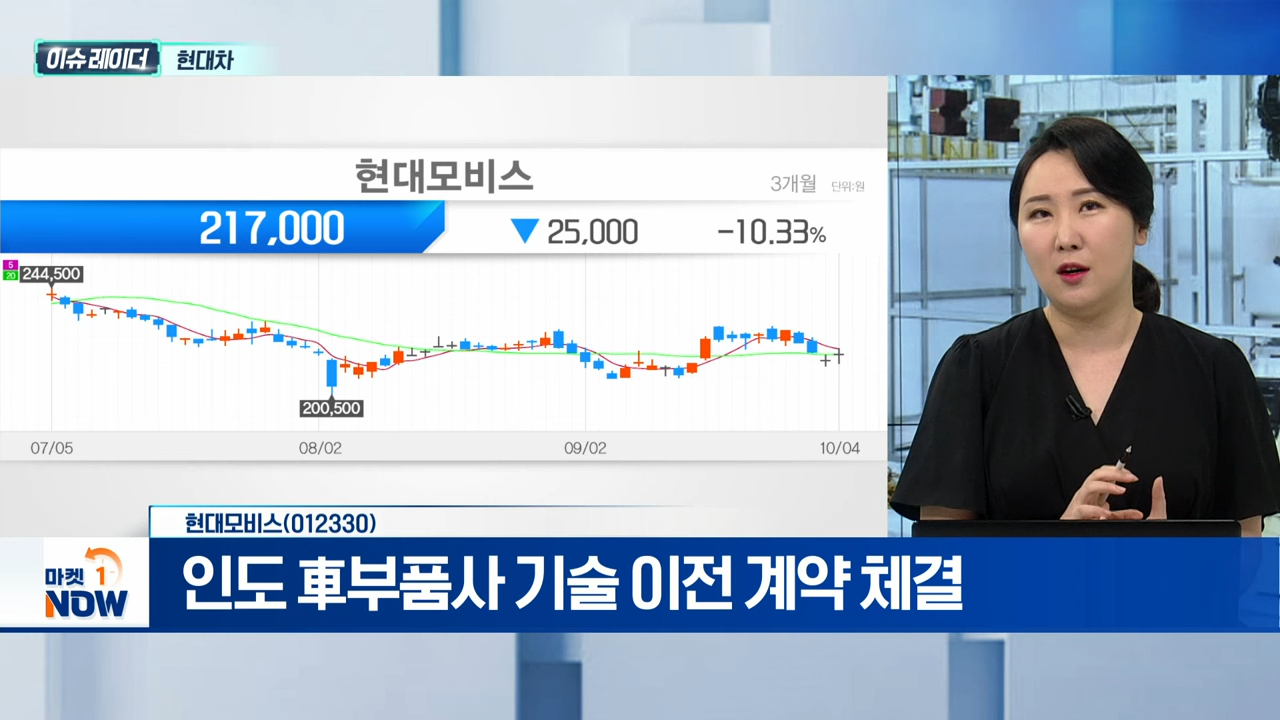 이슈 레이더 현대차
현대모비스
3개월 단위:원
217,000 ▼ 25,000 -10.33%
5
20
244,500
200,500
07/05 08/02 09/02 10/04
현대모비스(012330)
마켓 1
NOW
인도 車부품사 기술 이전 계약 체결